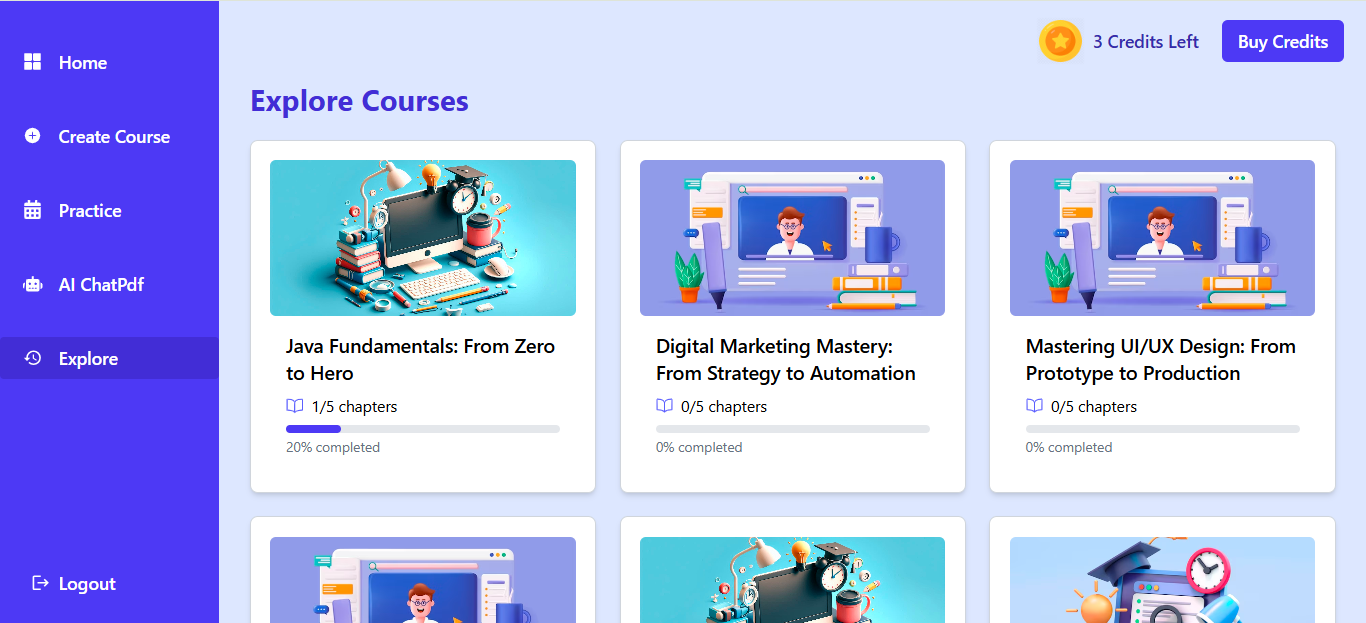 Home
Create Course
Practice
AI ChatPdf
Explore
Logout
3 Credits Left
Buy Credits
Explore Courses
Java Fundamentals: From Zero
to Hero
1/5 chapters
20% completed
Digital Marketing Mastery:
From Strategy to Automation
0/5 chapters
0% completed
Mastering UI/UX Design: From
Prototype to Production
0/5 chapters
0% completed